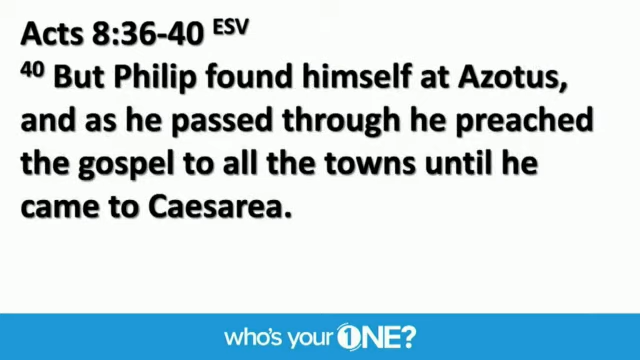 Acts 8:36-40 ESV
40 But Philip found himself at Azotus,
and as he passed through he preached
the gospel to all the towns until he
came to Caesarea.
who's your 1NE?